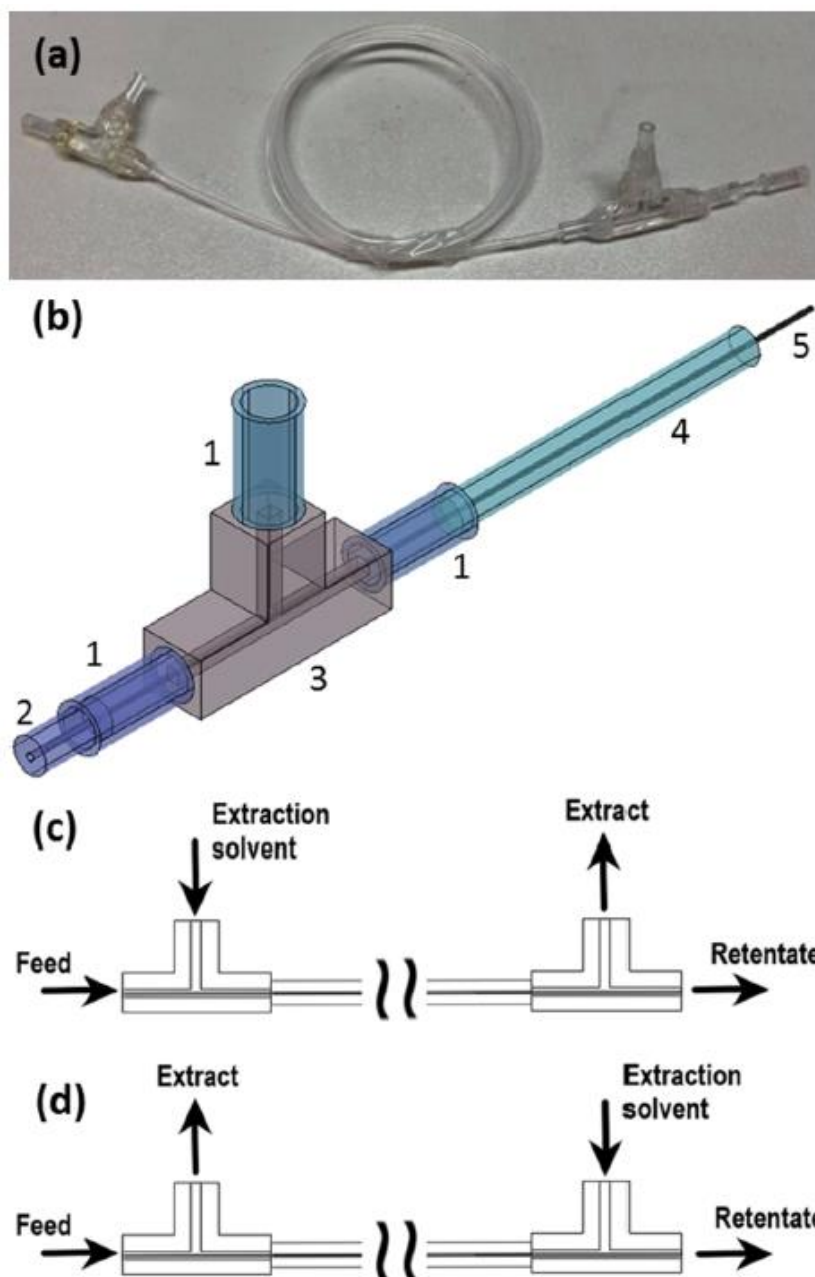 (a)
(b)
5
4
1
1
1
3
2
(c)
Extraction
solvent
Extract
Feed
Retentate
(d)
Extract
Extraction
solvent
Feed
Retentate